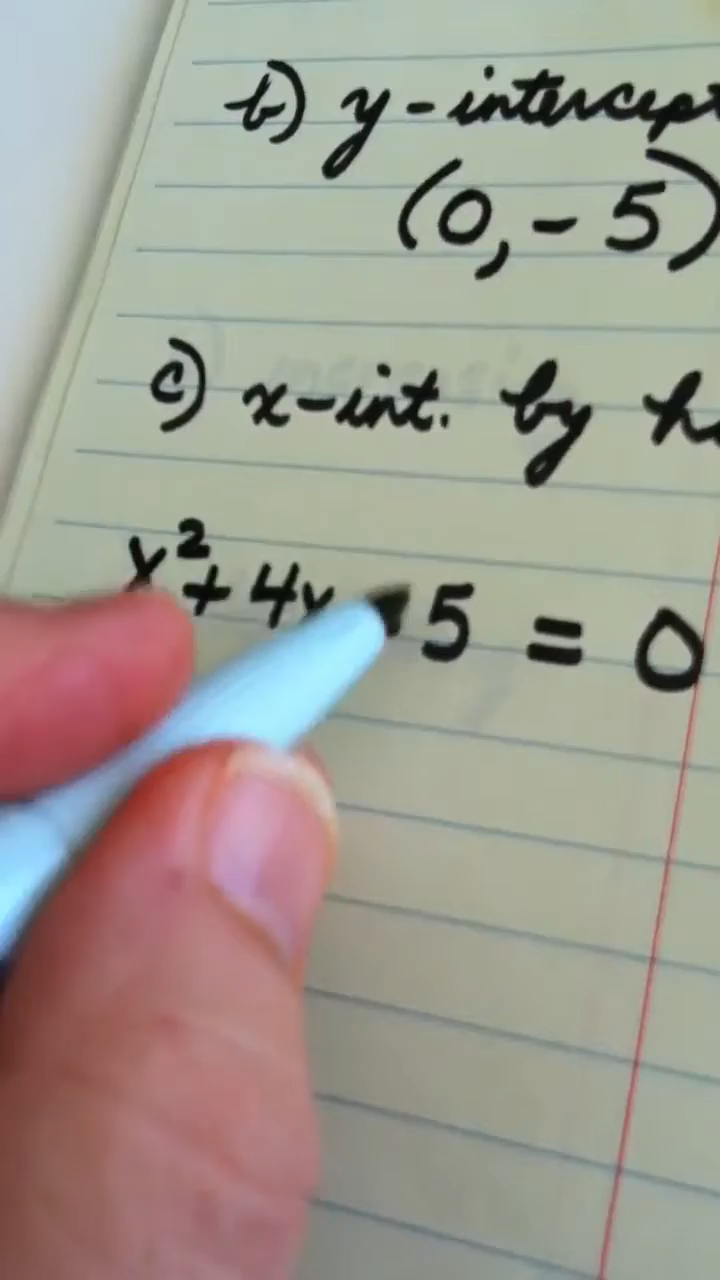 b) y-intercept
(0, -5)
c) x-int. by h
x² + 4x - 5 = 0